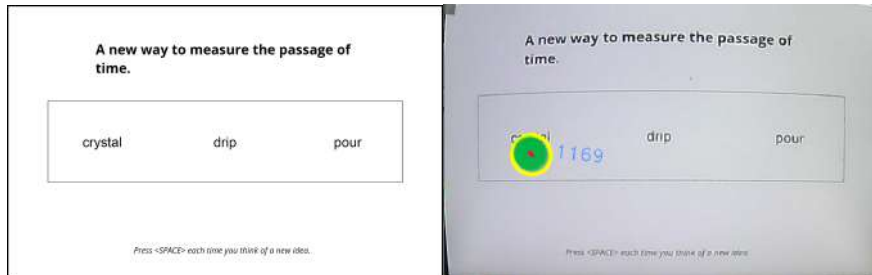 A new way to measure the passage of
time.
crystal drip pour
Press <SPACE> each time you think of a new idea.
A new way to measure the passage of
time.
drip pour
1169
Press <SPACE> each time you think of a new idea.